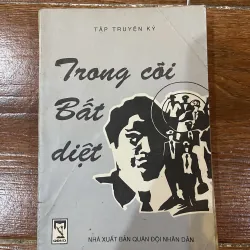 TẬP TRUYỆN KÝ
Trong cõi
Bất
diệt
NHÀ XUẤT BẢN QUÂN ĐỘI NHÂN DÂN